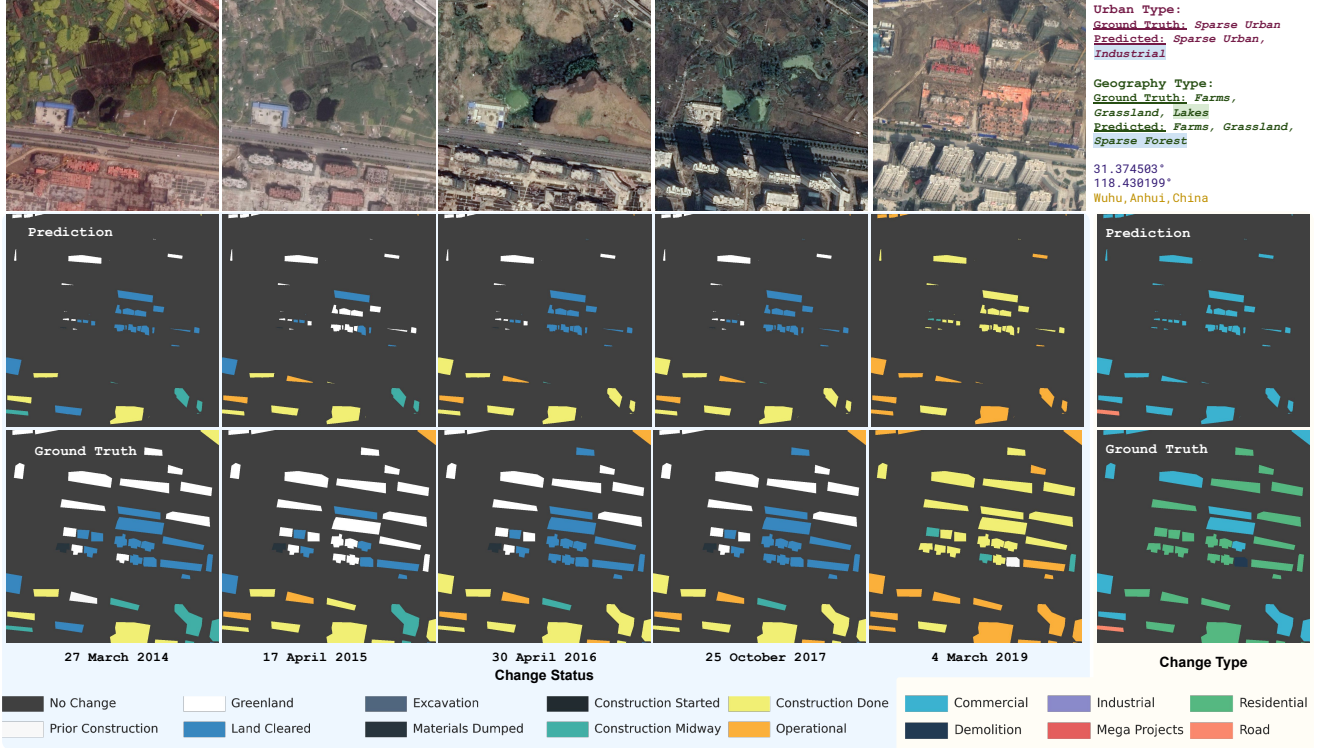 Urban Type:
Ground Truth: Sparse Urban
Predicted: Sparse Urban,
Industrial
Geography Type:
Ground Truth: Farms,
Grassland, Lakes
Predicted: Farms, Grassland,
Sparse Forest
31.374503°
118.430199°
Wuhu,Anhui,China
Prediction
Prediction
Ground Truth
Ground Truth
27 March 2014
17 April 2015
30 April 2016
25 October 2017
4 March 2019
Change Status
Change Type
No Change
Greenland
Excavation
Construction Started
Construction Done
Prior Construction
Land Cleared
Materials Dumped
Construction Midway
Operational
Commercial
Industrial
Residential
Demolition
Mega Projects
Road